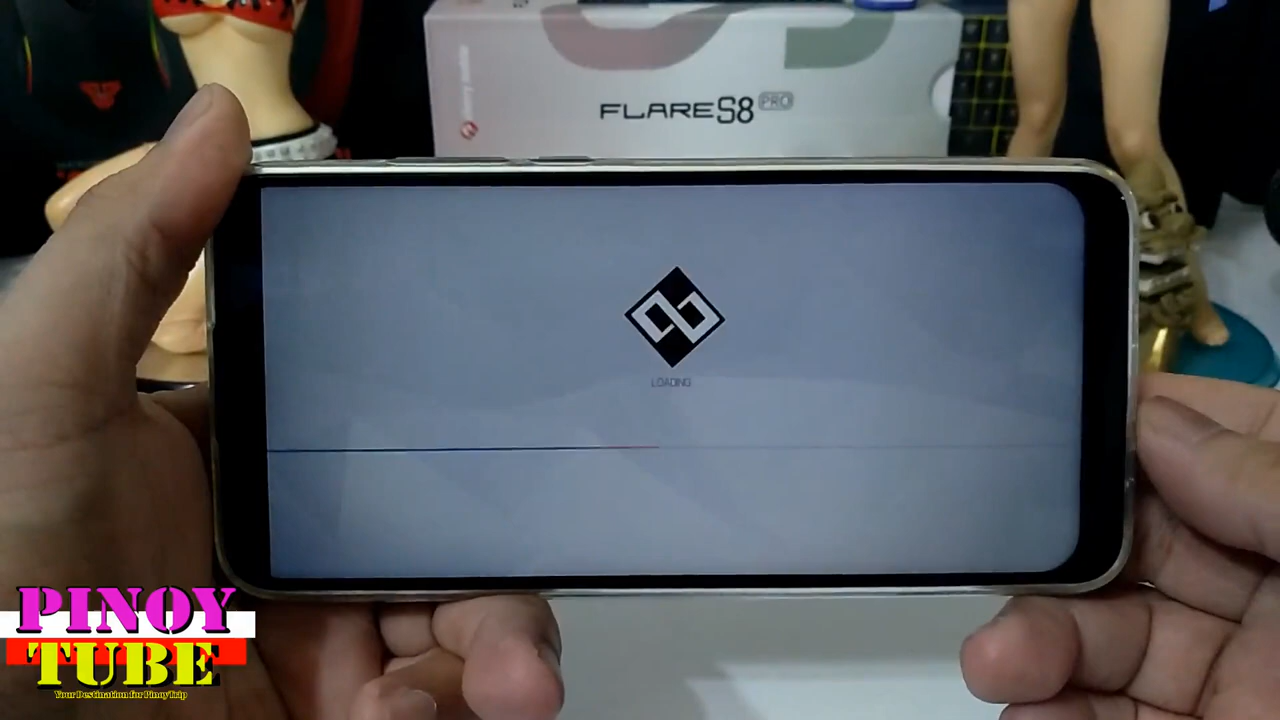 FLARE S8 PRO
LOADING
PINOY
TUBE
Your Destination for PinoyTrip